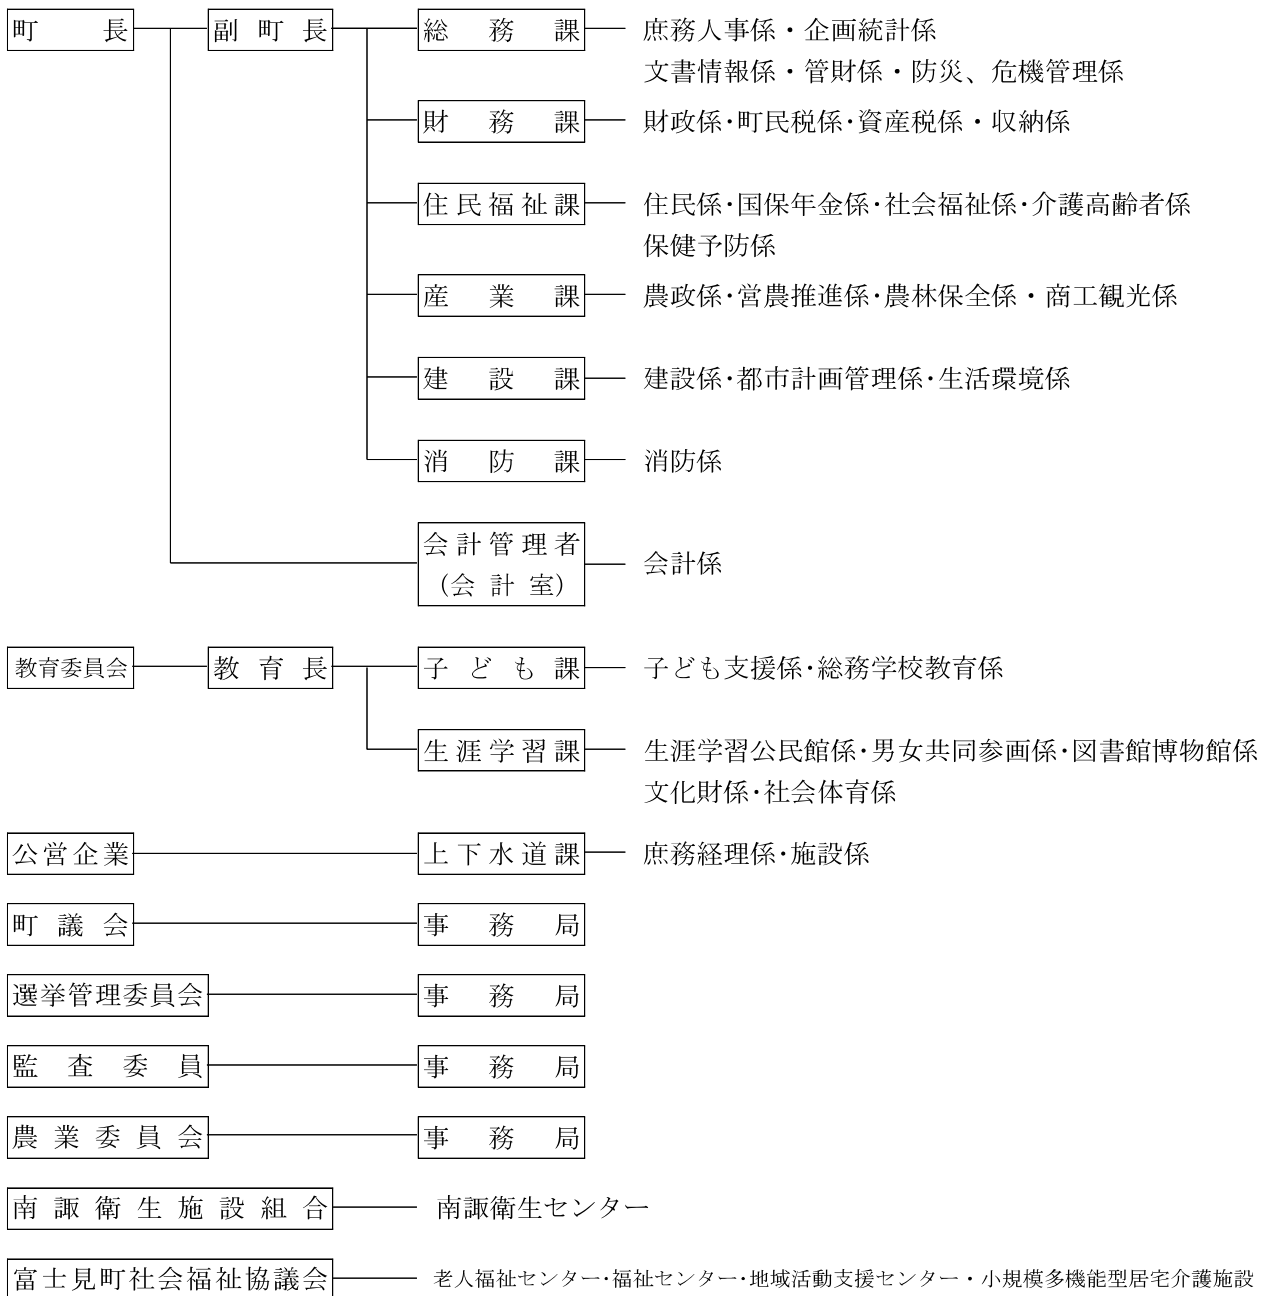 町長 副町長 総務課 庶務人事係・企画統計係
文書情報係・管財係・防災、危機管理係
財務課 財政係・町民税係・資産税係・収納係
住民福祉課 住民係・国保年金係・社会福祉係・介護高齢者係
保健予防係
産業課 農政係・営農推進係・農林保全係・商工観光係
建設課 建設係・都市計画管理係・生活環境係
消防課 消防係
会計管理者
（会計室） 会計係
教育委員会 教育長 子ども課 子ども支援係・総務学校教育係
生涯学習課 生涯学習公民館係・男女共同参画係・図書館博物館係
文化財係・社会体育係
公営企業 上下水道課 庶務経理係・施設係
町議会 事務局
選挙管理委員会 事務局
監査委員 事務局
農業委員会 事務局
南諏衛生施設組合 南諏衛生センター
富士見町社会福祉協議会 老人福祉センター・福祉センター・地域活動支援センター・小規模多機能型居宅介護施設